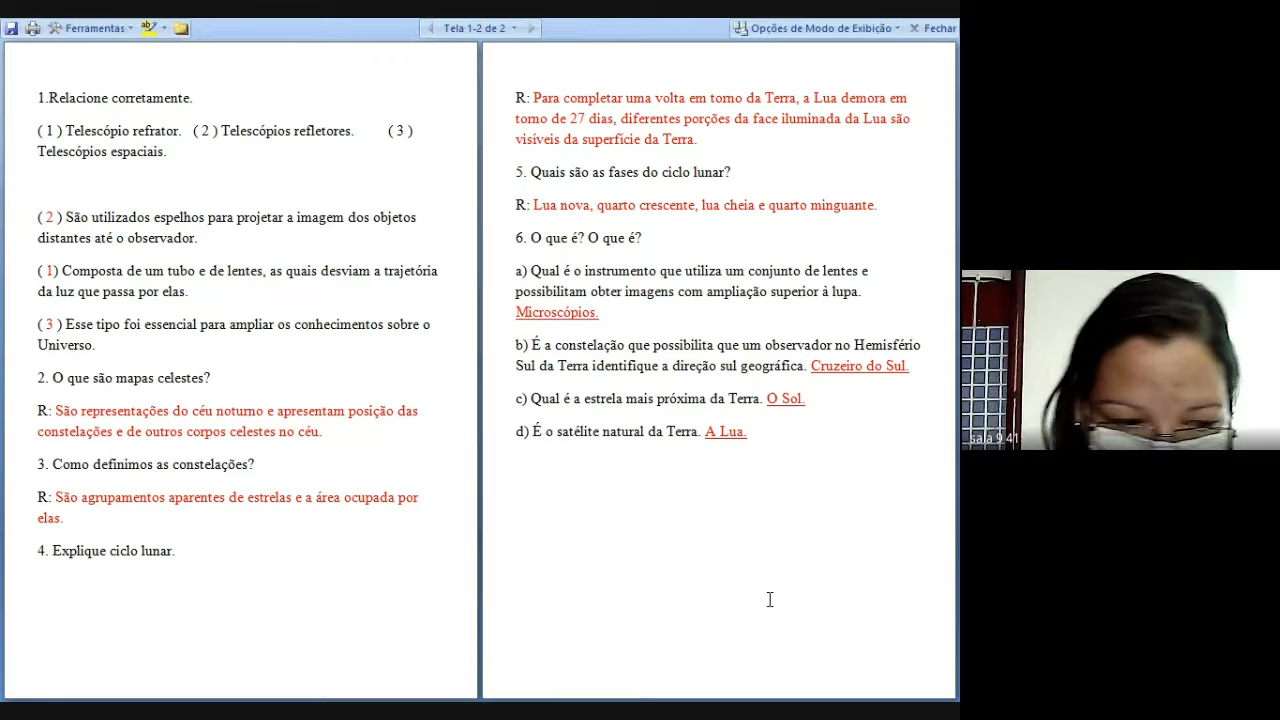 Ferramentas
Tela 1-2 de 2
Opções de Modo de Exibição
Fechar
1.Relacione corretamente.
( 1 ) Telescópio refrator. ( 2 ) Telescópios refletores. ( 3 )
Telescópios espaciais.
( 2 ) São utilizados espelhos para projetar a imagem dos objetos
distantes até o observador.
( 1) Composta de um tubo e de lentes, as quais desviam a trajetória
da luz que passa por elas.
( 3 ) Esse tipo foi essencial para ampliar os conhecimentos sobre o
Universo.
2. O que são mapas celestes?
R: São representações do céu noturno e apresentam posição das
constelações e de outros corpos celestes no céu.
3. Como definimos as constelações?
R: São agrupamentos aparentes de estrelas e a área ocupada por
elas.
4. Explique ciclo lunar.
R: Para completar uma volta em torno da Terra, a Lua demora em
torno de 27 dias, diferentes porções da face iluminada da Lua são
visíveis da superfície da Terra.
5. Quais são as fases do ciclo lunar?
R: Lua nova, quarto crescente, lua cheia e quarto minguante.
6. O que é? O que é?
a) Qual é o instrumento que utiliza um conjunto de lentes e
possibilitam obter imagens com ampliação superior à lupa.
Microscópios.
b) É a constelação que possibilita que um observador no Hemisfério
Sul da Terra identifique a direção sul geográfica. Cruzeiro do Sul.
c) Qual é a estrela mais próxima da Terra. O Sol.
d) É o satélite natural da Terra. A Lua.
sala 9 41